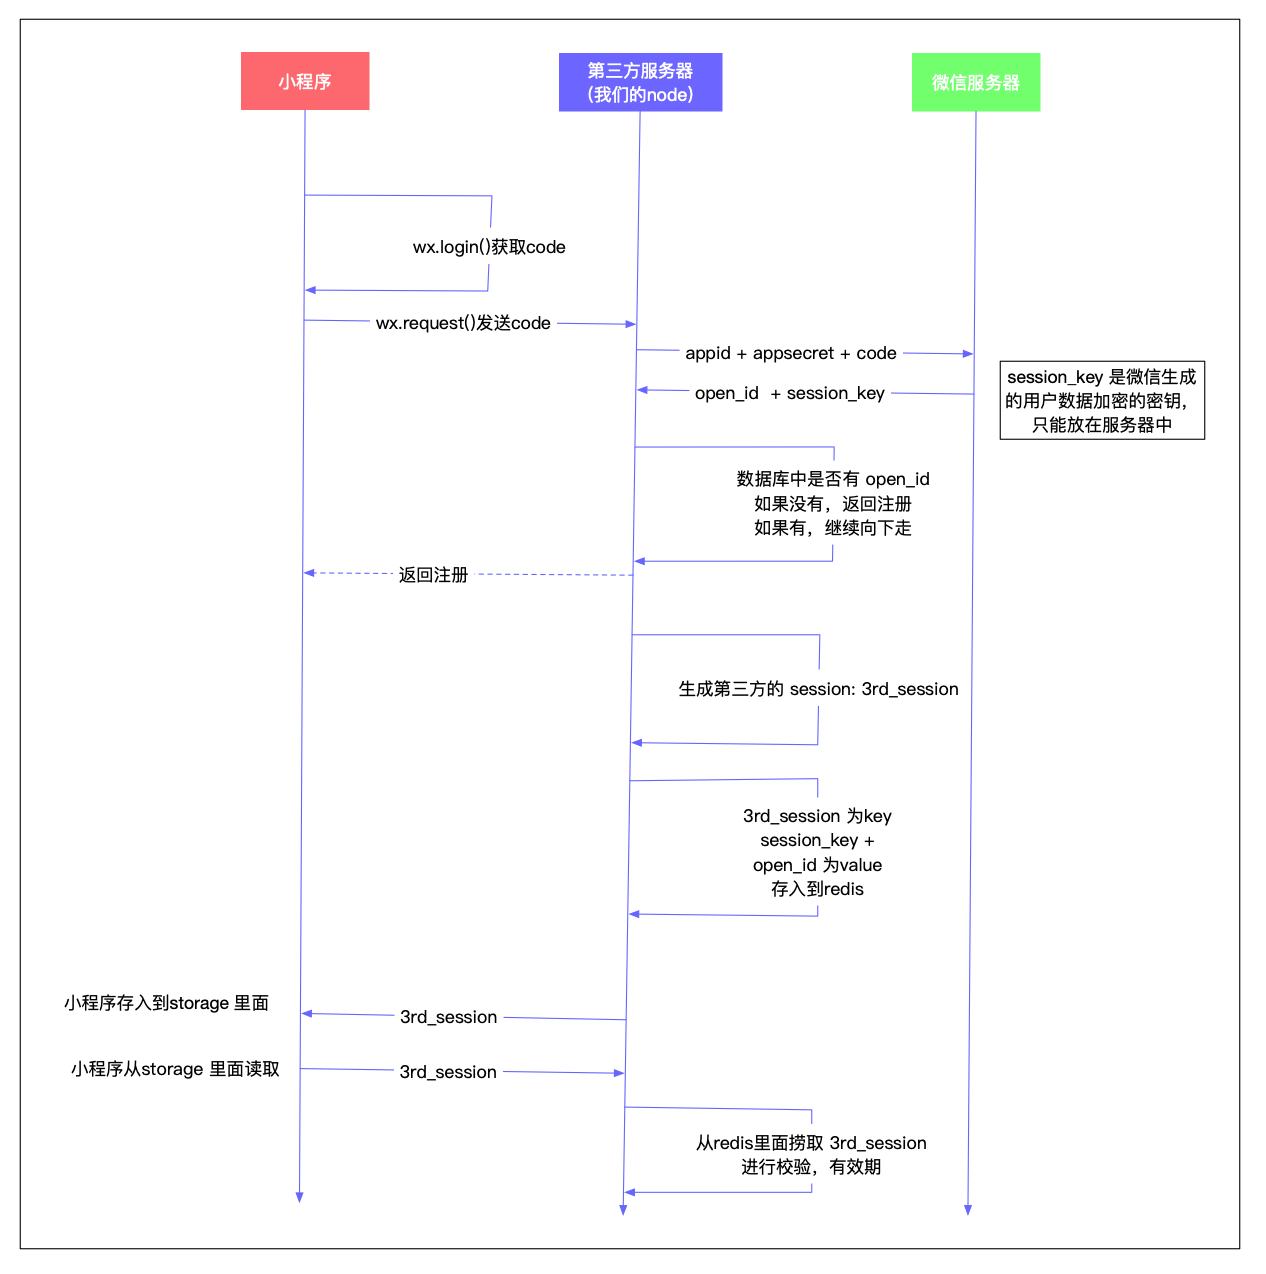 小程序
第三方服务器
(我们的node)
微信服务器
wx.login()获取code
wx.request()发送code
appid + appsecret + code
open_id + session_key
session_key 是微信生成
的用户数据加密的密钥,
只能放在服务器中
数据库中是否有 open_id
如果没有，返回注册
如果有，继续向下走
返回注册
生成第三方的 session: 3rd_session
3rd_session 为key
session_key +
open_id 为value
存入到redis
小程序存入到storage 里面
3rd_session
小程序从storage 里面读取
3rd_session
从redis里面捞取 3rd_session
进行校验，有效期